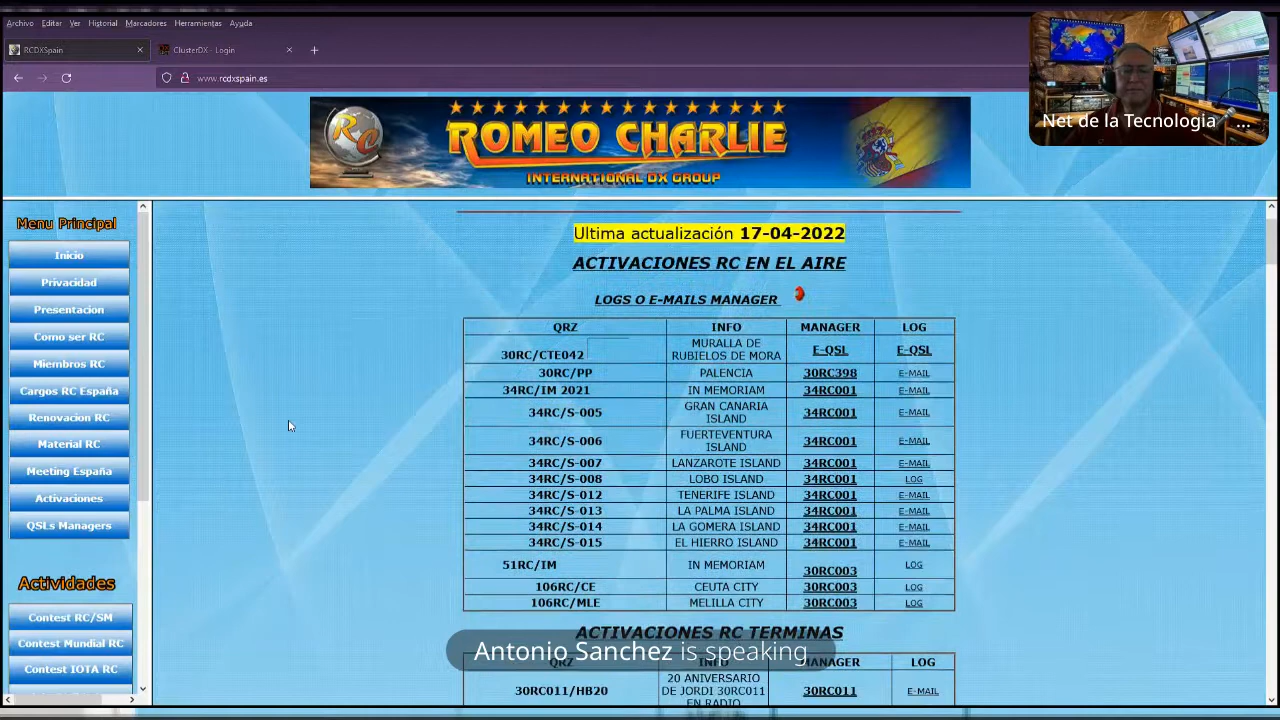 Archivo Editar Ver Historial Marcadores Herramientas Ayuda
RCDXSpain
ClusterDX - Login
www.rcdxspain.es
Net de la Tecnologia ...
RC
ROMEO CHARLIE
INTERNATIONAL DX GROUP
Menu Principal
Inicio
Privacidad
Presentacion
Como ser RC
Miembros RC
Cargos RC España
Renovacion RC
Material RC
Meeting España
Activaciones
QSLs Managers
Actividades
Contest RC/SM
Contest Mundial RC
Contest IOTA RC
Ultima actualización 17-04-2022
ACTIVACIONES RC EN EL AIRE
LOGS O E-MAILS MANAGER
QRZ INFO MANAGER LOG
30RC/CTE042 MURALLA DE RUBIELOS DE MORA E-QSL E-QSL
30RC/PP PALENCIA 30RC398 E-MAIL
34RC/IM 2021 IN MEMORIAM 34RC001 E-MAIL
34RC/S-005 GRAN CANARIA ISLAND 34RC001 E-MAIL
34RC/S-006 FUERTEVENTURA ISLAND 34RC001 E-MAIL
34RC/S-007 LANZAROTE ISLAND 34RC001 E-MAIL
34RC/S-008 LOBO ISLAND 34RC001 LOG
34RC/S-012 TENERIFE ISLAND 34RC001 E-MAIL
34RC/S-013 LA PALMA ISLAND 34RC001 E-MAIL
34RC/S-014 LA GOMERA ISLAND 34RC001 E-MAIL
34RC/S-015 EL HIERRO ISLAND 34RC001 E-MAIL
51RC/IM IN MEMORIAM 30RC003 LOG
106RC/CE CEUTA CITY 30RC003 LOG
106RC/MLE MELILLA CITY 30RC003 LOG
ACTIVACIONES RC TERMINAS
Antonio Sanchez is speaking
QRZ INFO MANAGER LOG
30RC011/HB20 20 ANIVERSARIO DE JORDI 30RC011 EN RADIO 30RC011 E-MAIL